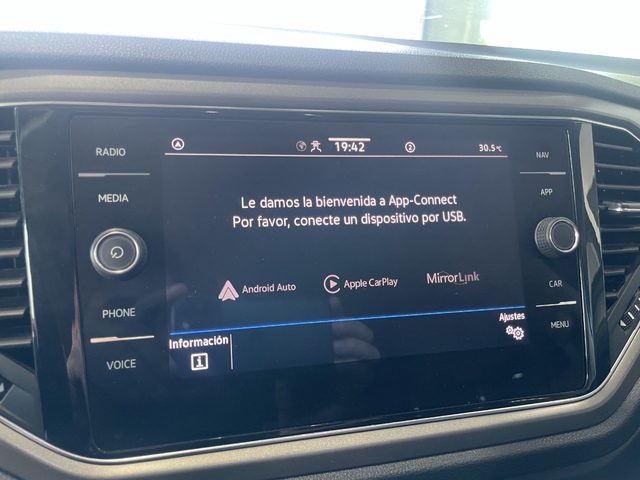 RADIO
MEDIA
PHONE
VOICE
19:42
2
30.5°C
Le damos la bienvenida a App-Connect
Por favor, conecte un dispositivo por USB.
Android Auto
Apple CarPlay
MirrorLink
Información
i
Ajustes
NAV
APP
CAR
MENU